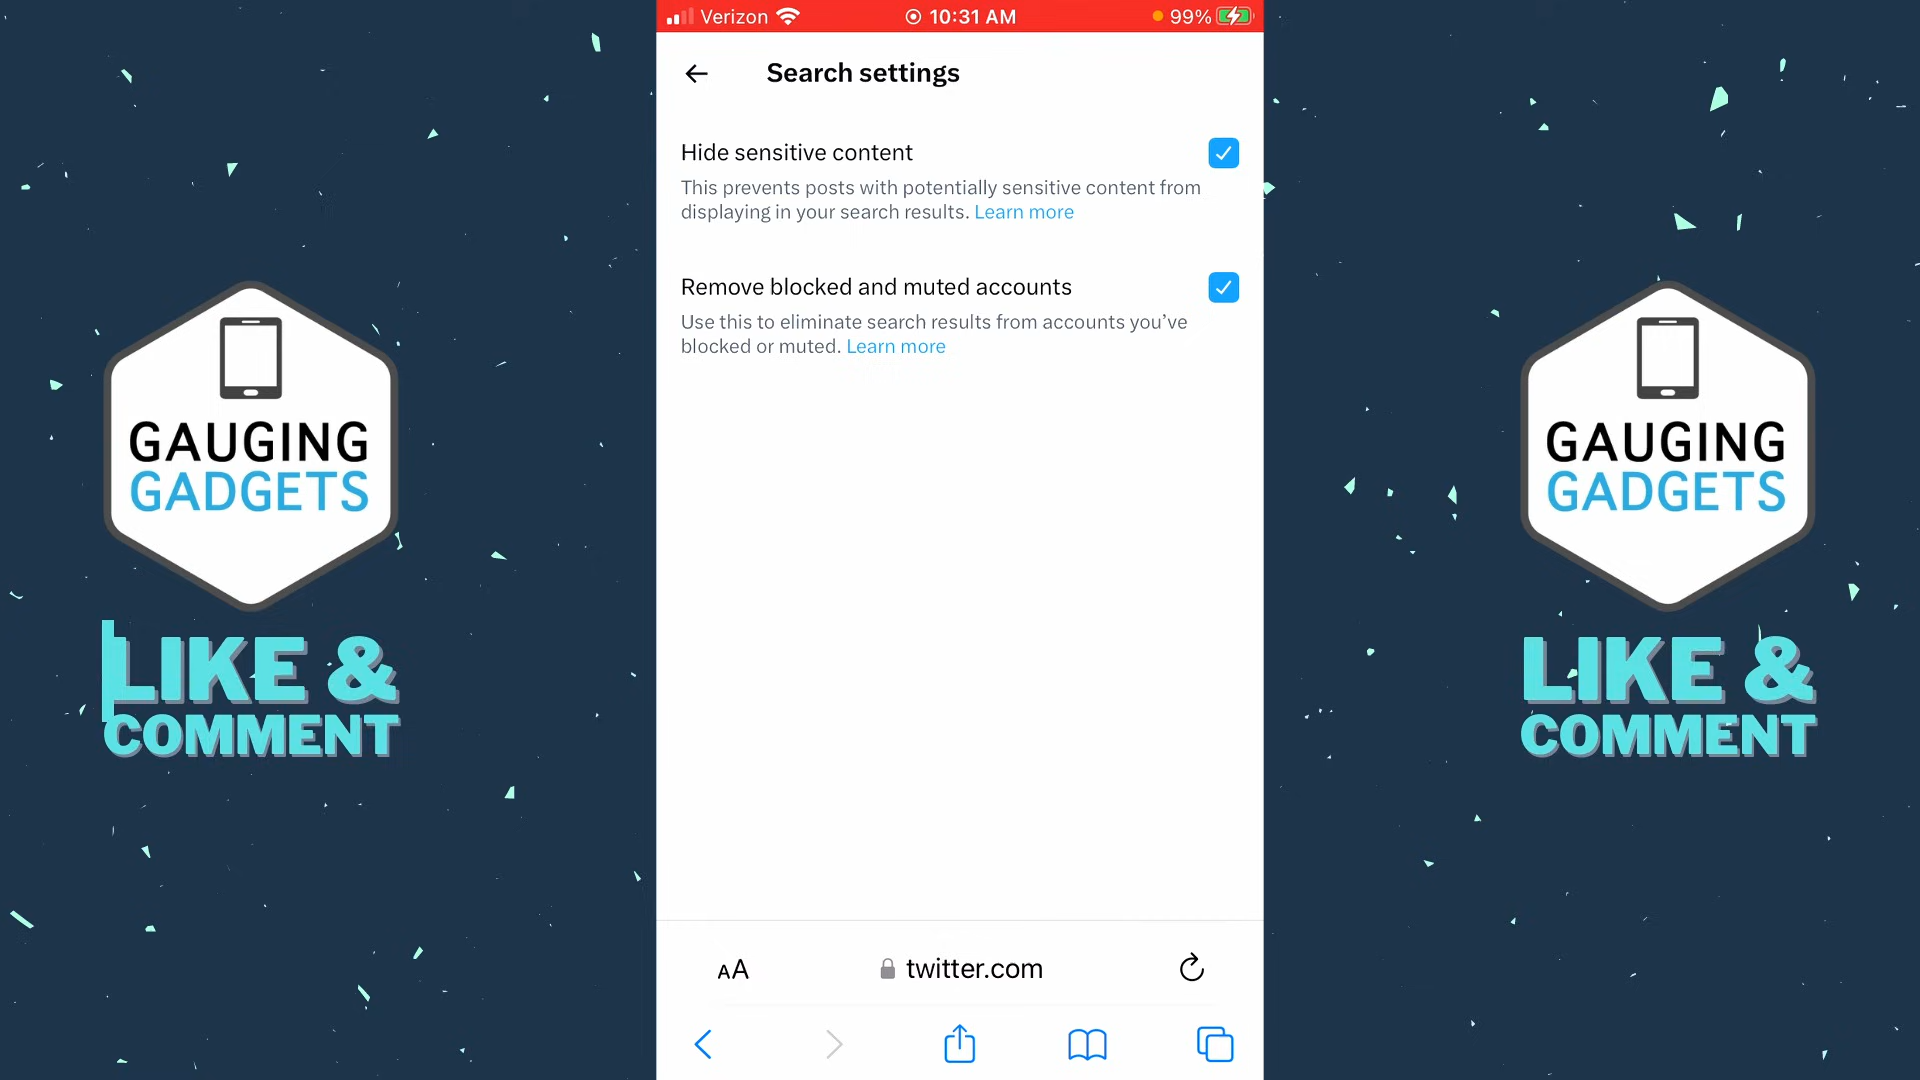 Verizon
10:31 AM
99%
Search settings
Hide sensitive content
This prevents posts with potentially sensitive content from
displaying in your search results. Learn more
Remove blocked and muted accounts
Use this to eliminate search results from accounts you’ve
blocked or muted. Learn more
AA
twitter.com
GAUGING
GADGETS
LIKE &
COMMENT
GAUGING
GADGETS
LIKE &
COMMENT